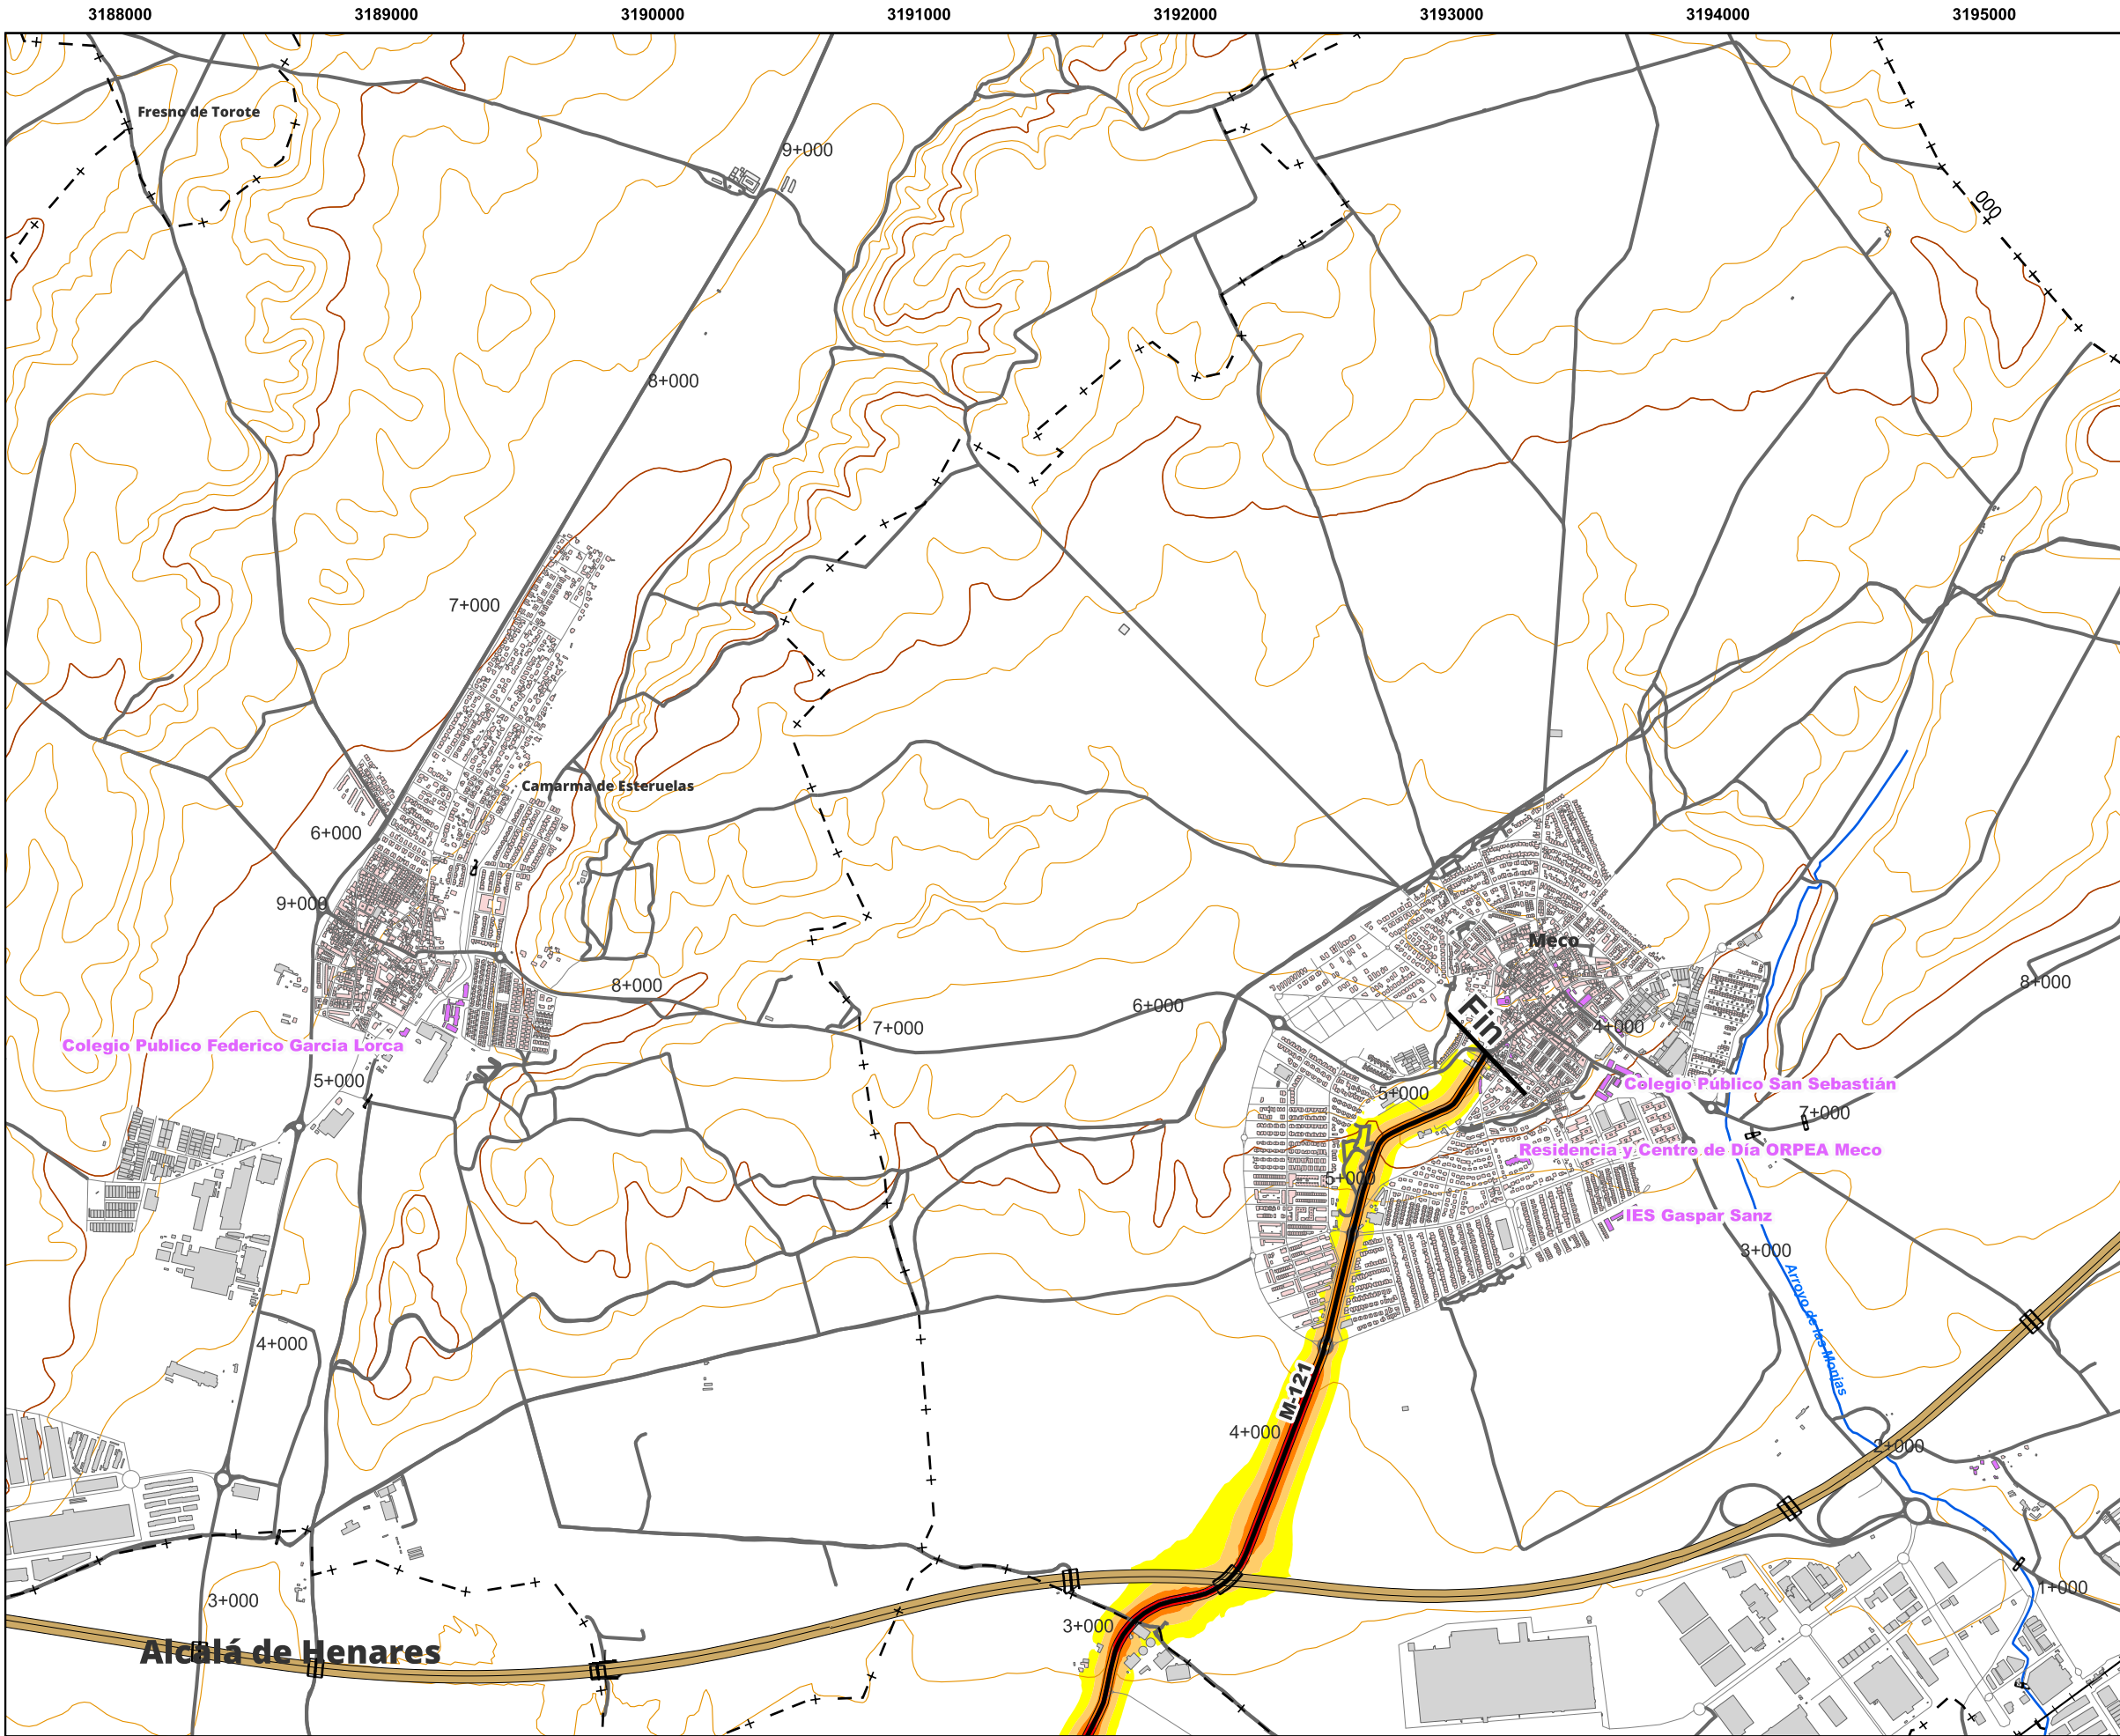 3188000 3189000 3190000 3191000 3192000 3193000 3194000 3195000
Fresno de Torote
9+000
000
8+000
7+000
Camarma de Esteruelas
6+000
9+000
Meco
8+000
8+000
6+000
Fin
7+000
4+000
Colegio Publico Federico Garcia Lorca
5+000
5+000
Colegio Público San Sebastián
7+000
Residencia y Centro de Día ORPEA Meco
5+000
IES Gaspar Sanz
3+000
Arroyo de las Monjas
4+000
M-121
4+000
2+000
1+000
3+000
3+000
Alcalá de Henares